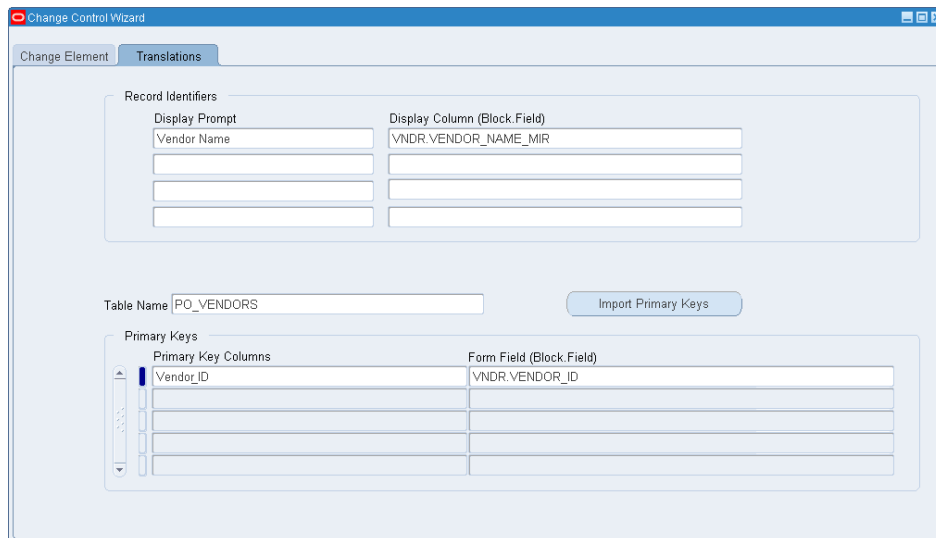 Change Control Wizard
Change Element Translations
Record Identifiers
Display Prompt Display Column (Block.Field)
Vendor Name VNDR.VENDOR_NAME_MIR
Table Name PO_VENDORS Import Primary Keys
Primary Keys
Primary Key Columns Form Field (Block.Field)
Vendor_ID VNDR.VENDOR_ID